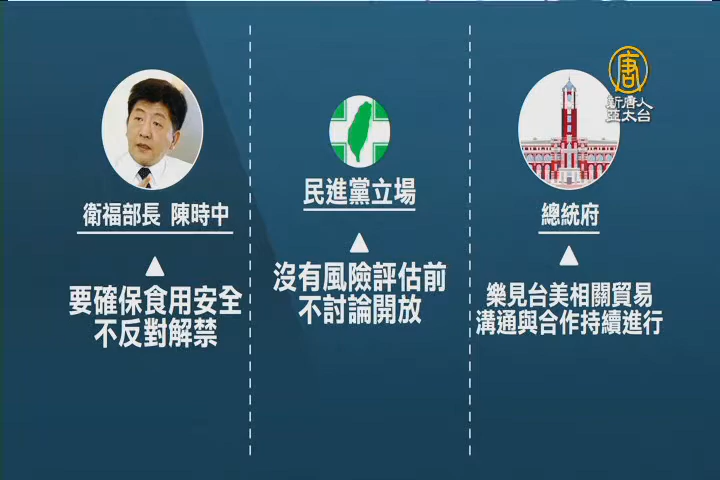 唐
新唐人
亞太台
衛福部長 陳時中
要確保食用安全
不反對解禁
民進黨立場
沒有風險評估前
不討論開放
總統府
樂見台美相關貿易
溝通與合作持續進行